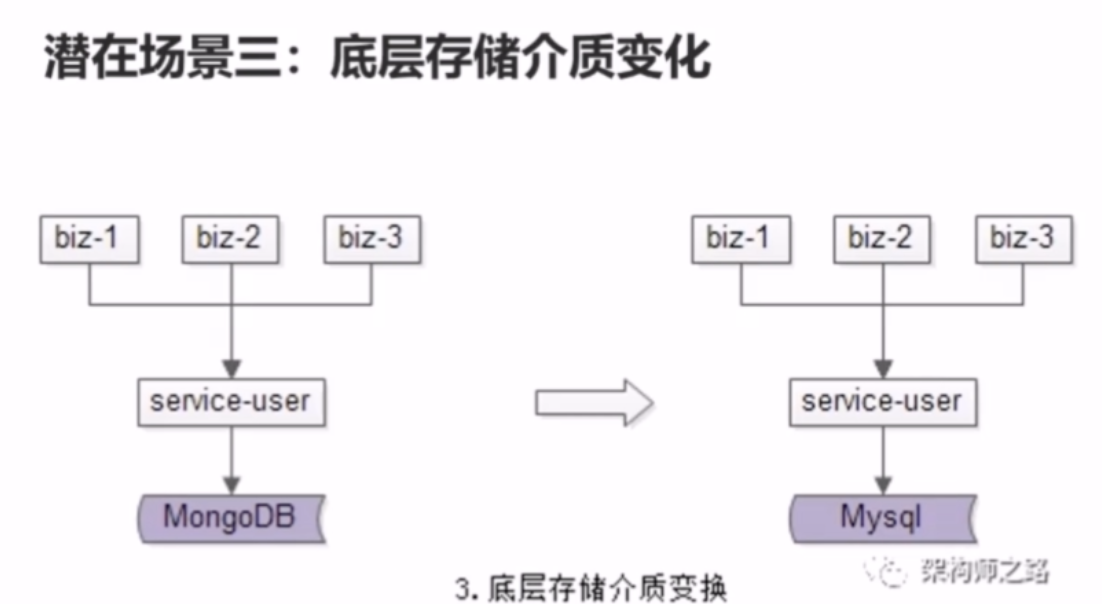 潜在场景三：底层存储介质变化
biz-1 biz-2 biz-3 biz-1 biz-2 biz-3
service-user service-user
MongoDB Mysql
架构师之路
3.底层存储介质变换